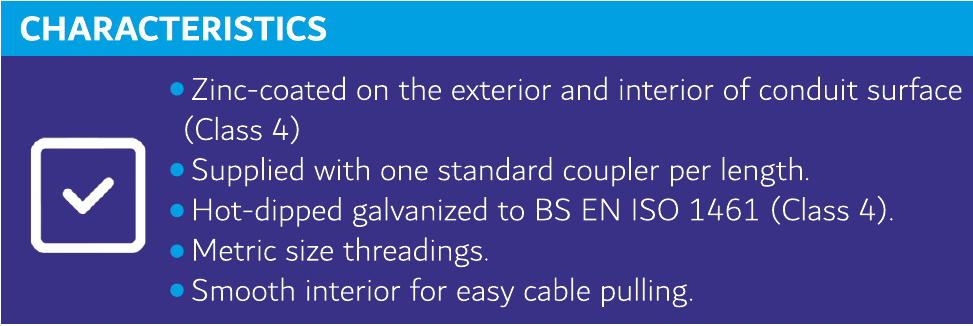 CHARACTERISTICS
• Zinc-coated on the exterior and interior of conduit surface
(Class 4)
• Supplied with one standard coupler per length.
• Hot-dipped galvanized to BS EN ISO 1461 (Class 4).
• Metric size threadings.
• Smooth interior for easy cable pulling.